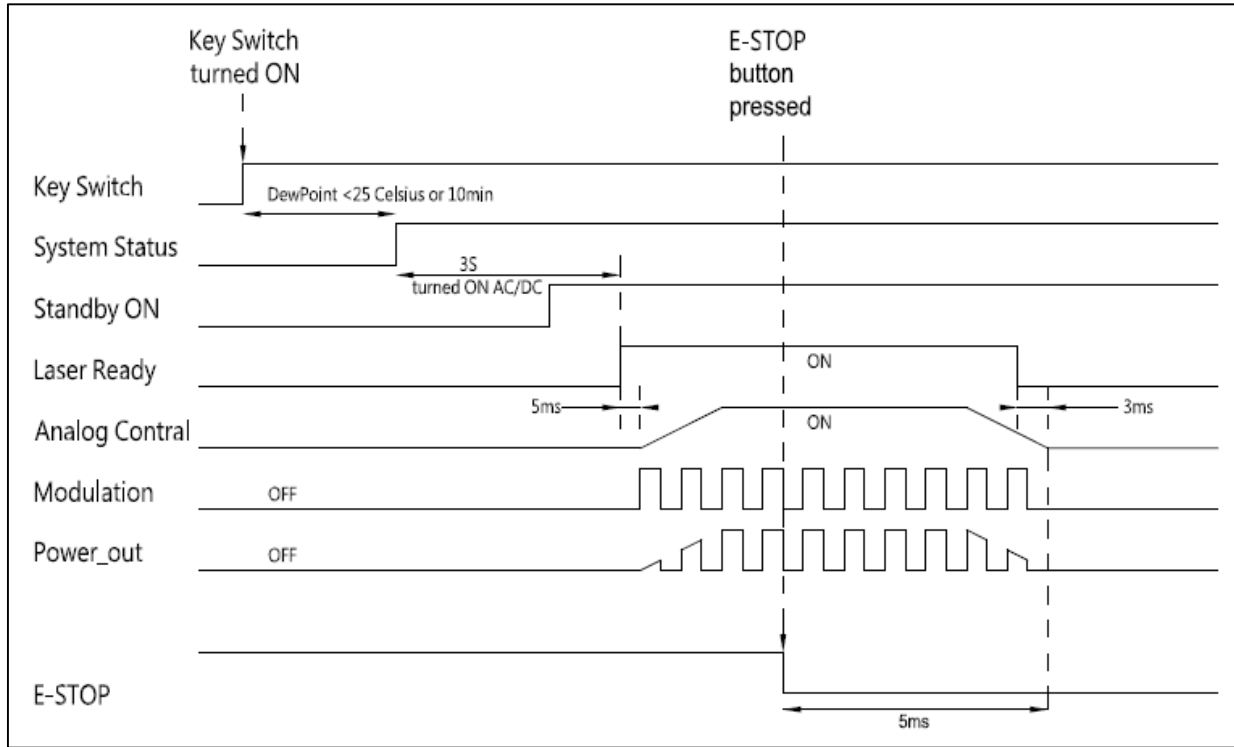 Key Switch
turned ON
E-STOP
button
pressed
Key Switch
DewPoint <25 Celsius or 10min
System Status
3S
turned ON AC/DC
Standby ON
Laser Ready
ON
5ms
3ms
Analog Contral
ON
Modulation
OFF
Power_out
OFF
E-STOP
5ms